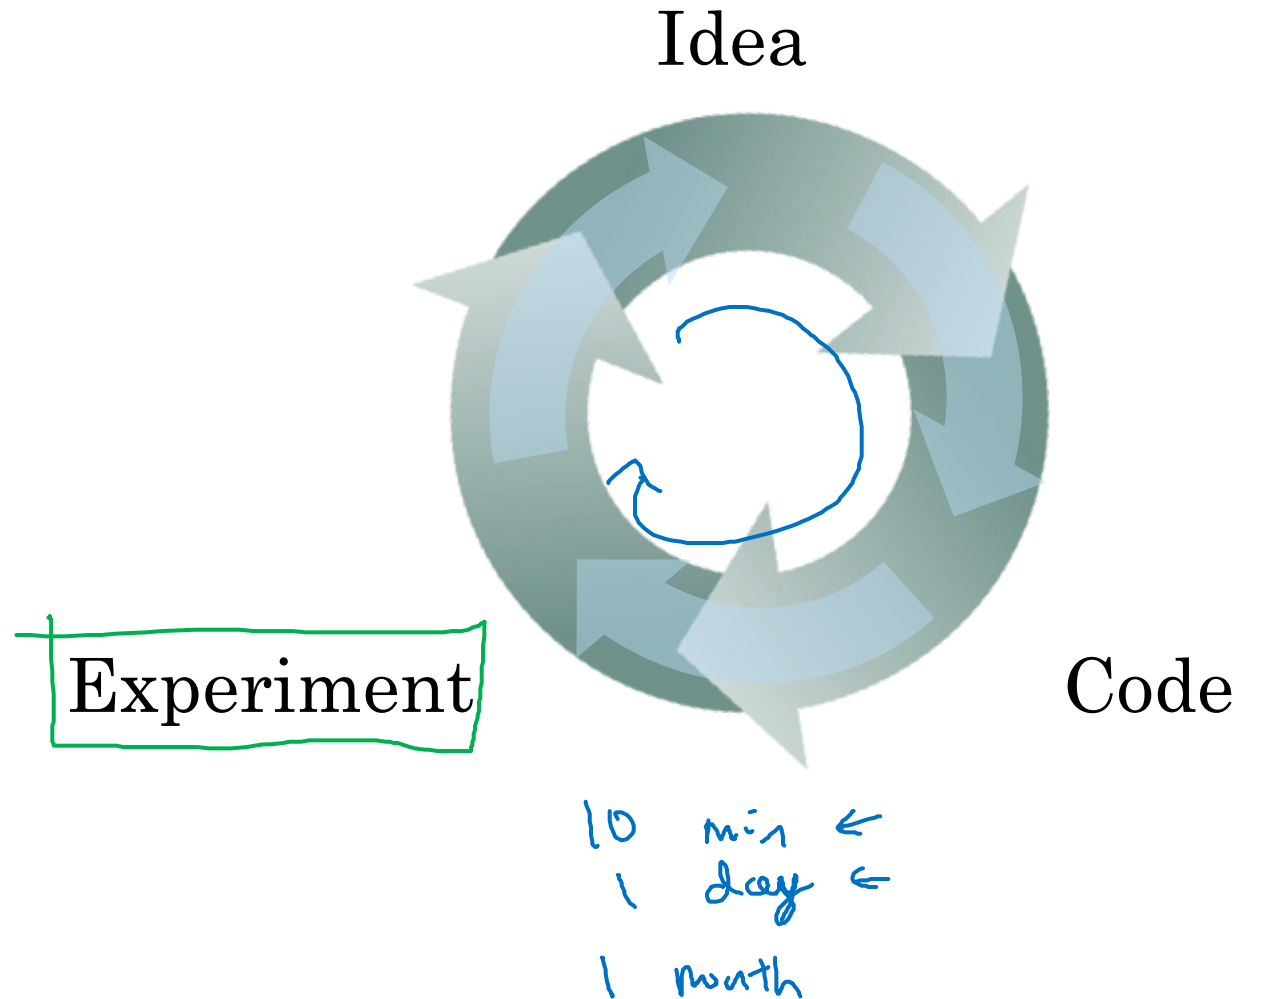 Idea
Experiment
Code
10 min ←
1 day ←
1 month